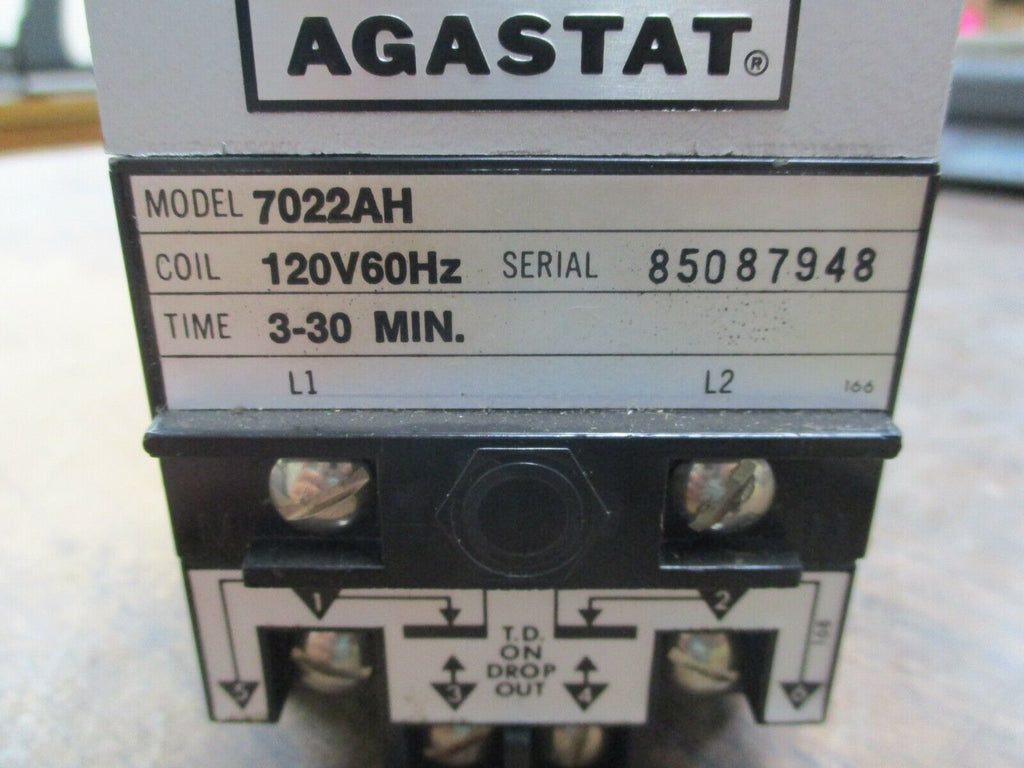 AGASTAT®
MODEL 7022AH
COIL 120V60Hz SERIAL 85087948
TIME 3-30 MIN.
L1 L2 166
1 2
T.D.
ON
DROP
OUT
168
5 3 4 6